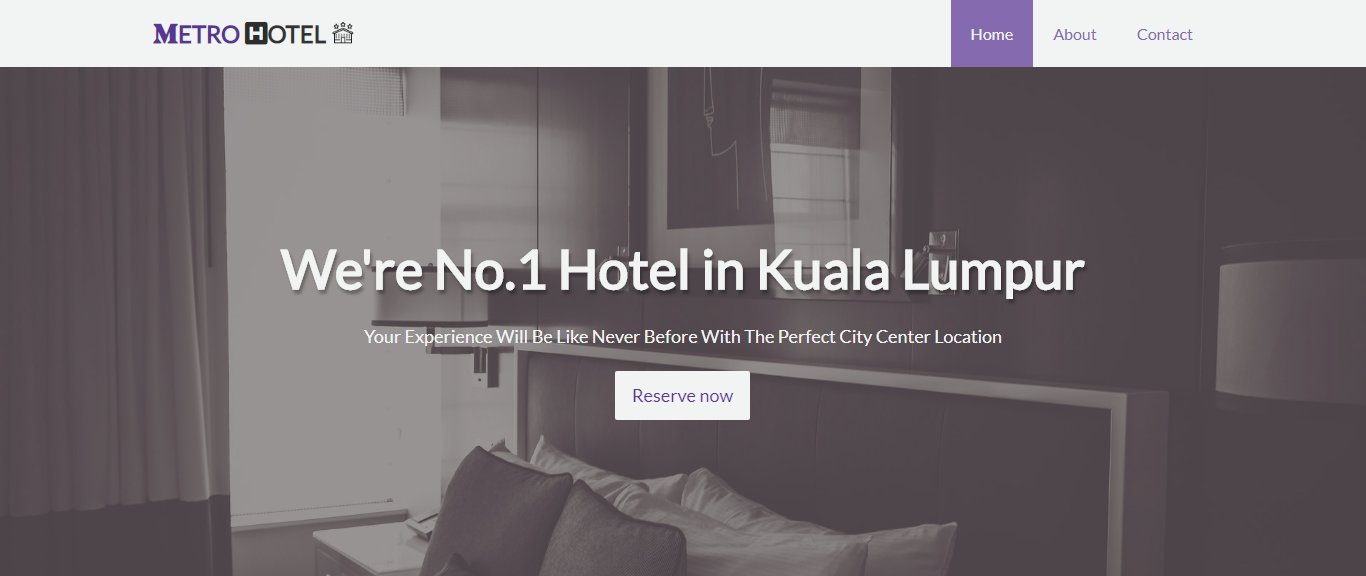 METRO HOTEL
Home
About
Contact
We're No.1 Hotel in Kuala Lumpur
Your Experience Will Be Like Never Before With The Perfect City Center Location
Reserve now